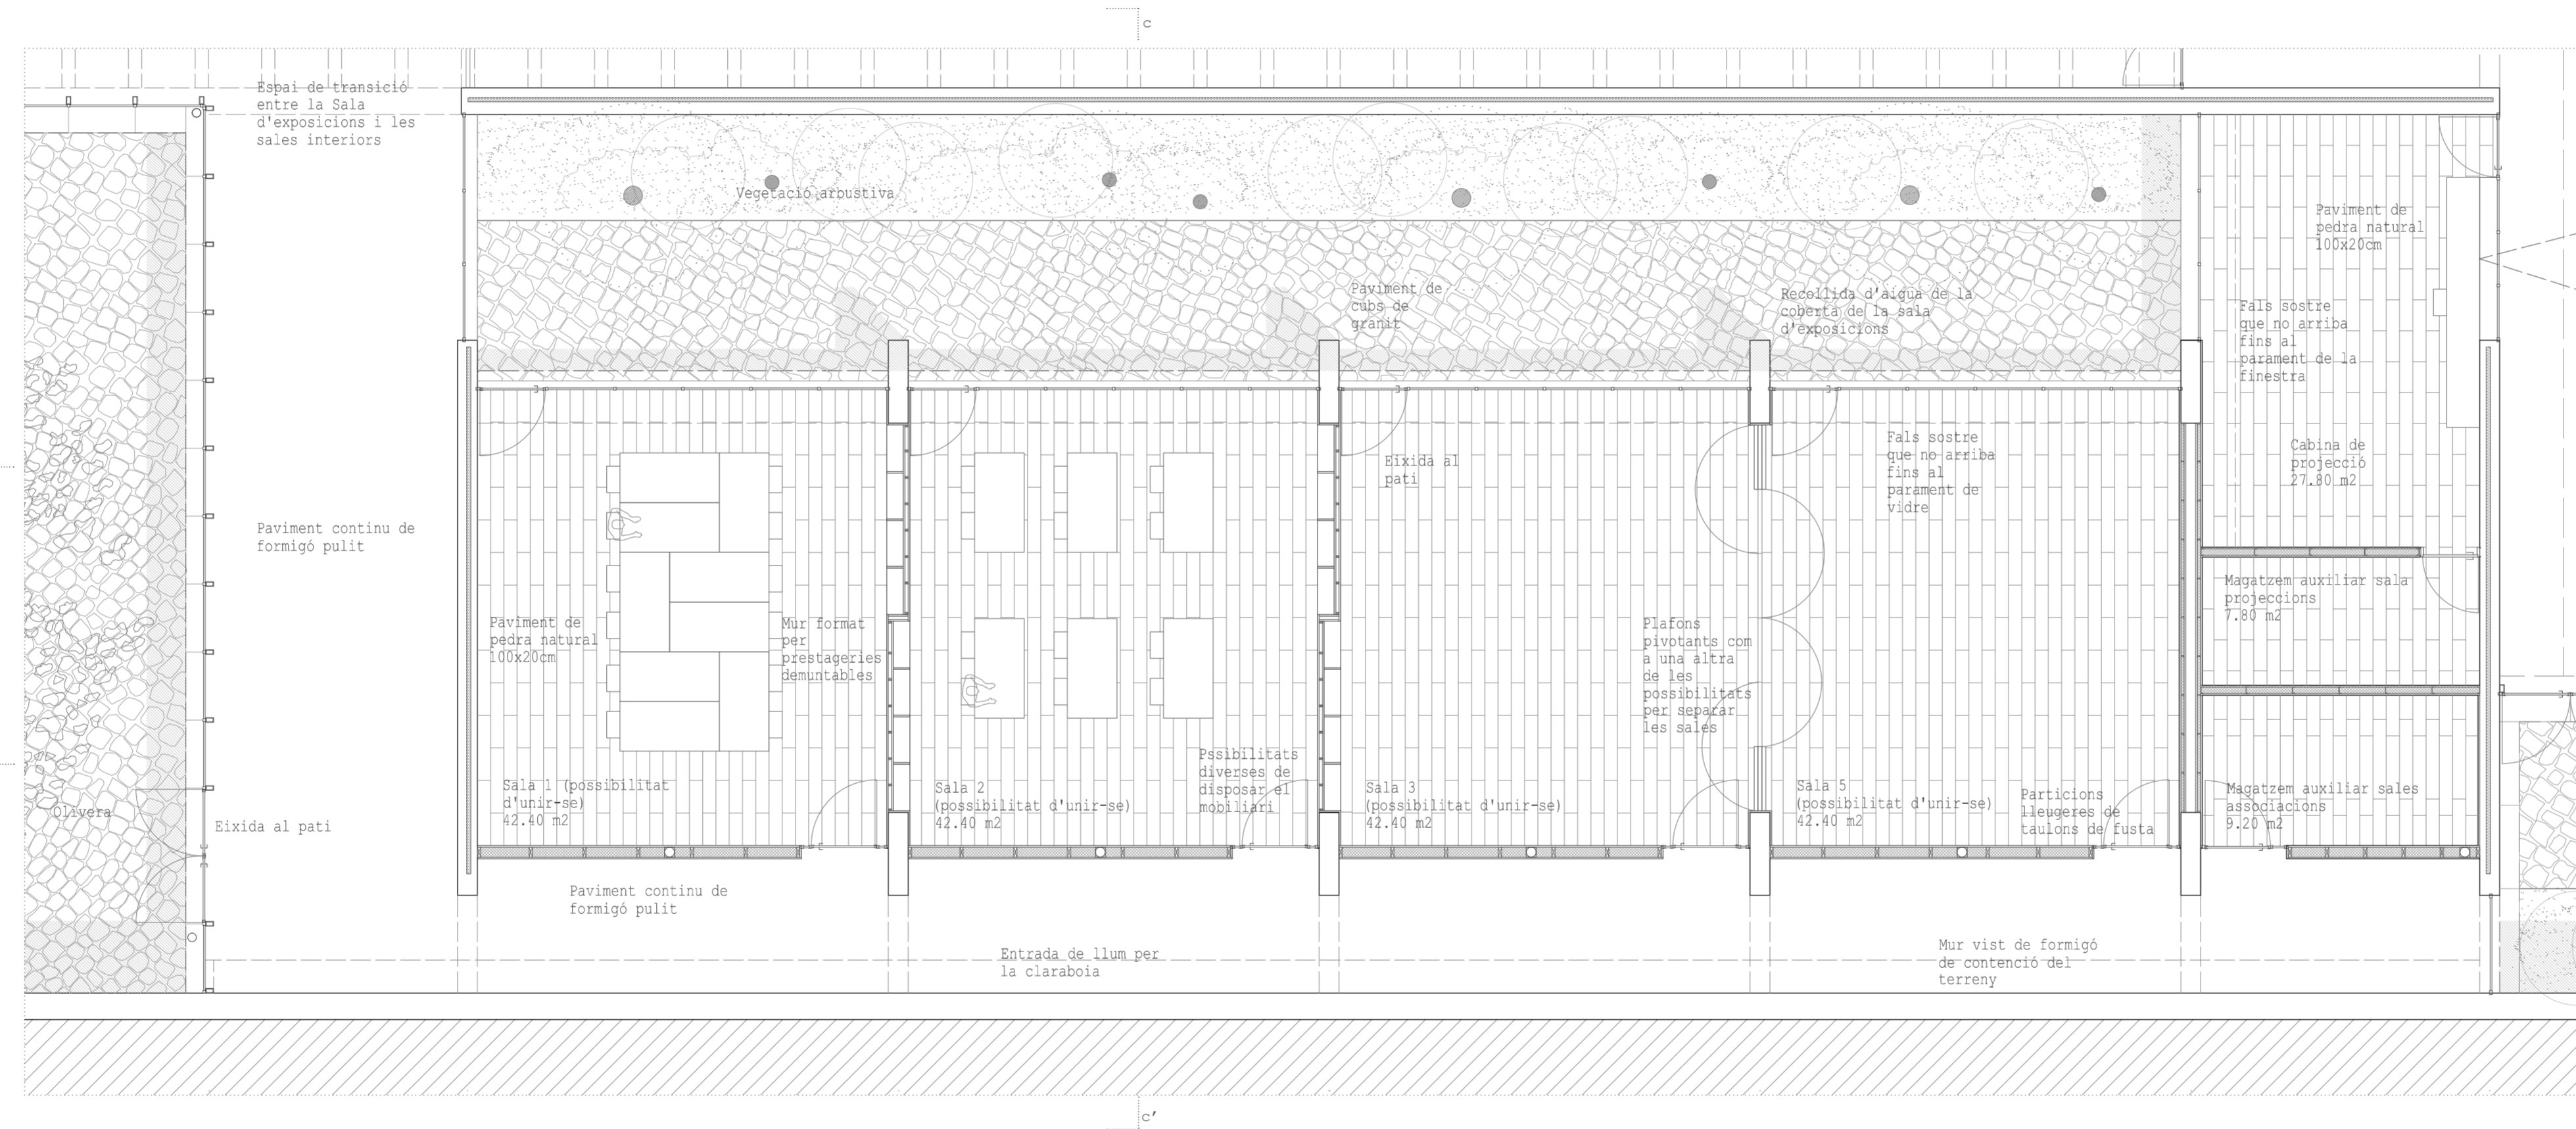 c
Espai de transició
entre la Sala
d'exposicions i les
sales interiors
Vegetació arbustiva
Paviment de
pedra natural
100x20cm
Paviment de
cubs de
granit
Recollida d'aigua de la
coberta de la sala
d'exposicions
Fals sostre
que no arriba
fins al
parament de la
finestra
Eixida al
pati
Fals sostre
que no arriba
fins al
parament de
vidre
Cabina de
projecció
27.80 m2
Paviment continu de
formigó pulit
Magatzem auxiliar sala
projeccions
7.80 m2
Paviment de
pedra natural
100x20cm
Mur format
per
prestageries
demuntables
Plafons
pivotants com
a una altra
de les
possibilitats
per separar
les sales
Pssibilitats
diverses de
disposar el
mobiliari
Olivera
Eixida al pati
Sala 1 (possibilitat
d'unir-se)
42.40 m2
Sala 2
(possibilitat d'unir-se)
42.40 m2
Sala 3
(possibilitat d'unir-se)
42.40 m2
Sala 5
(possibilitat d'unir-se)
42.40 m2
Particions
lleugeres de
taulons de fusta
Magatzem auxiliar sales
associacions
9.20 m2
Paviment continu de
formigó pulit
Entrada de llum per
la claraboia
Mur vist de formigó
de contenció del
terreny
c'